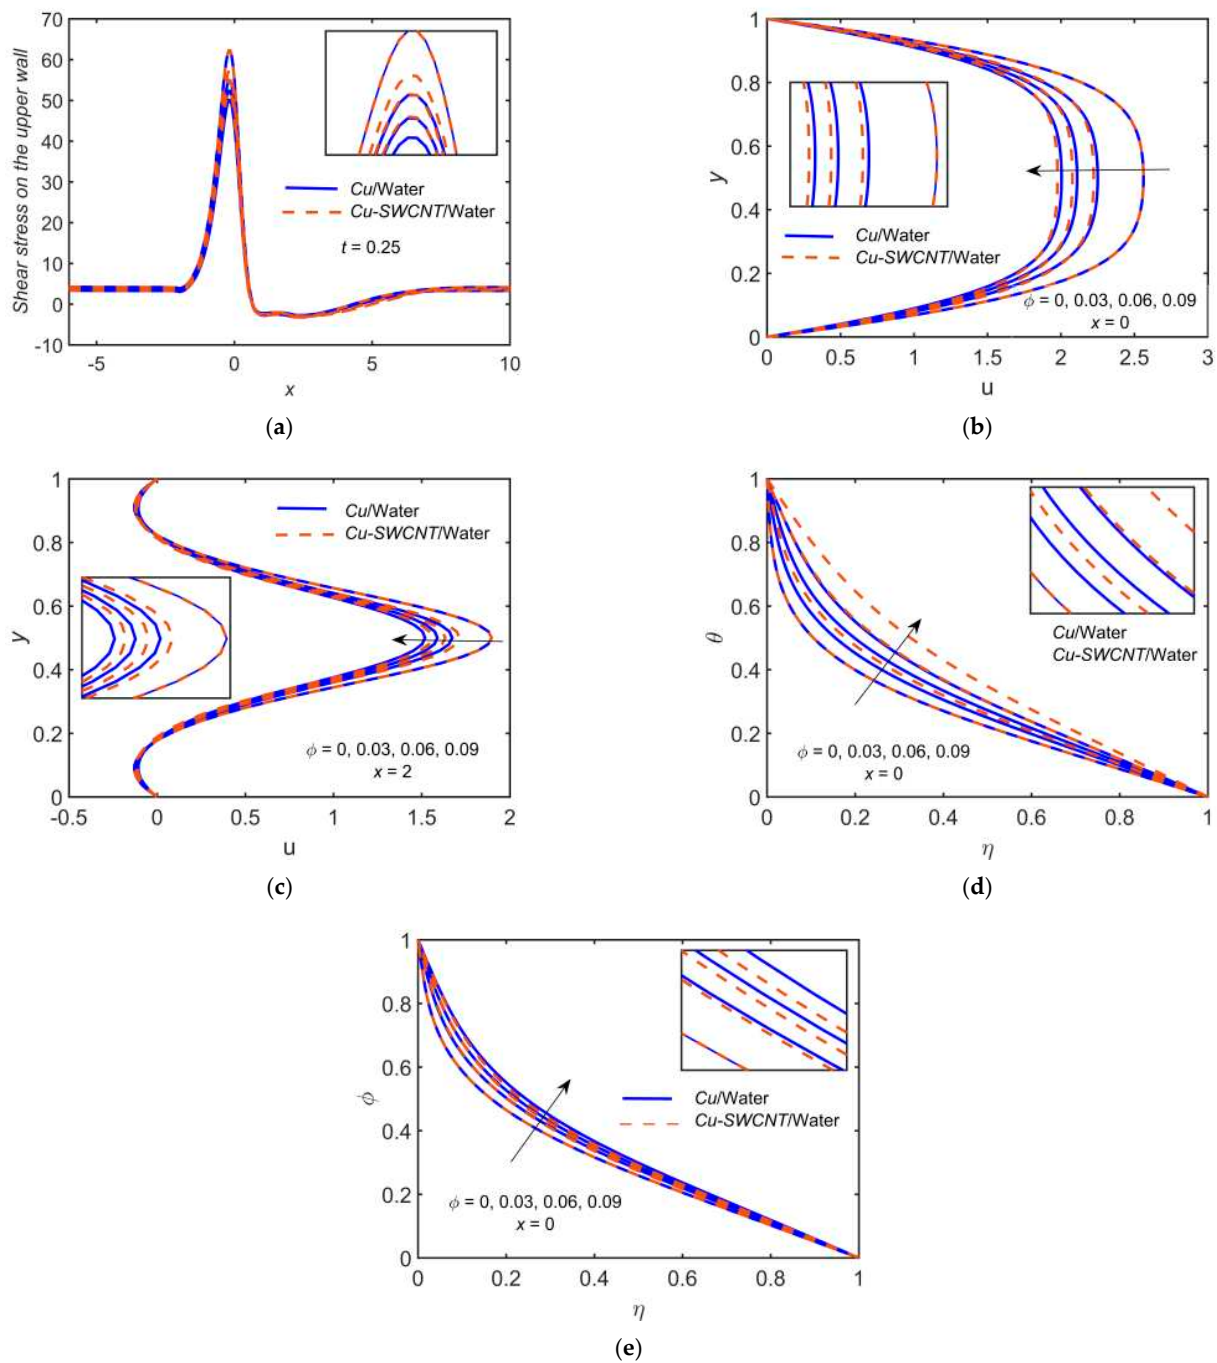 70
60
50
40
30
20
10
0
-10
Shear stress on the upper wall
Cu/Water
Cu-SWCNT/Water
t = 0.25
-5
0
5
10
x
(a)
1
0.8
0.6
0.4
0.2
0
y
Cu/Water
Cu-SWCNT/Water
ϕ = 0, 0.03, 0.06, 0.09
x = 0
0
0.5
1
1.5
2
2.5
3
u
(b)
1
0.8
0.6
0.4
0.2
0
y
Cu/Water
Cu-SWCNT/Water
ϕ = 0, 0.03, 0.06, 0.09
x = 2
-0.5
0
0.5
1
1.5
2
u
(c)
1
0.8
0.6
0.4
0.2
0
θ
Cu/Water
Cu-SWCNT/Water
ϕ = 0, 0.03, 0.06, 0.09
x = 0
0
0.2
0.4
0.6
0.8
1
η
(d)
1
0.8
0.6
0.4
0.2
0
ϕ
Cu/Water
Cu-SWCNT/Water
ϕ = 0, 0.03, 0.06, 0.09
x = 0
0
0.2
0.4
0.6
0.8
1
η
(e)